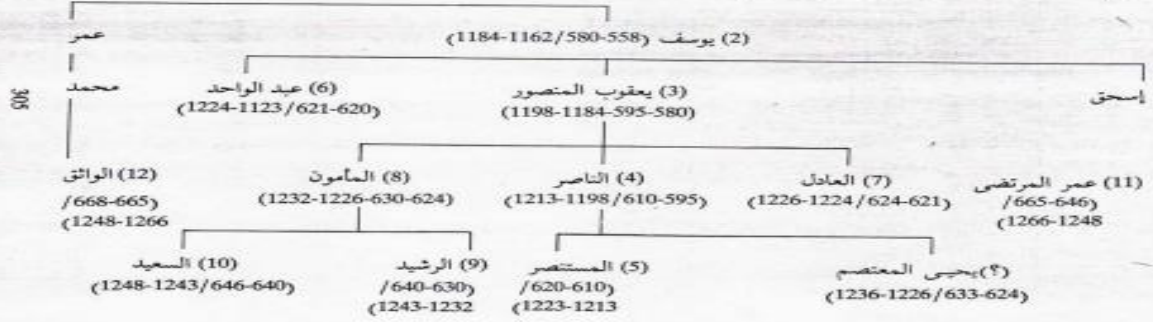 (2) يوسف (558-580/1162-1184)
عمر
إسحق
(3) يعقوب المنصور
(580-595-1184-1198)
(6) عبد الواحد
(620-621/1123-1224)
محمد
305
(11) عمر المرتضى
(646-665/
1248-1266
(7) العادل
(621-624/1224-1226)
(4) الناصر
(595-610/1198-1213)
(8) المأمون
(624-630-1226-1232)
(12) الواثق
(665-668/
1266-1248
(؟) يحيى المعتصم
(624-633/1226-1236)
(5) المستنصر
(610-620/
1213-1223)
(9) الرشيد
(630-640/
1232-1243)
(10) السعيد
(640-646/1243-1248)